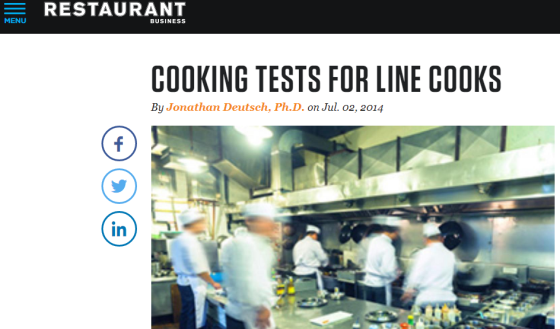 MENU
RESTAURANT
BUSINESS
COOKING TESTS FOR LINE COOKS
By Jonathan Deutsch, Ph.D. on Jul. 02, 2014
f
in